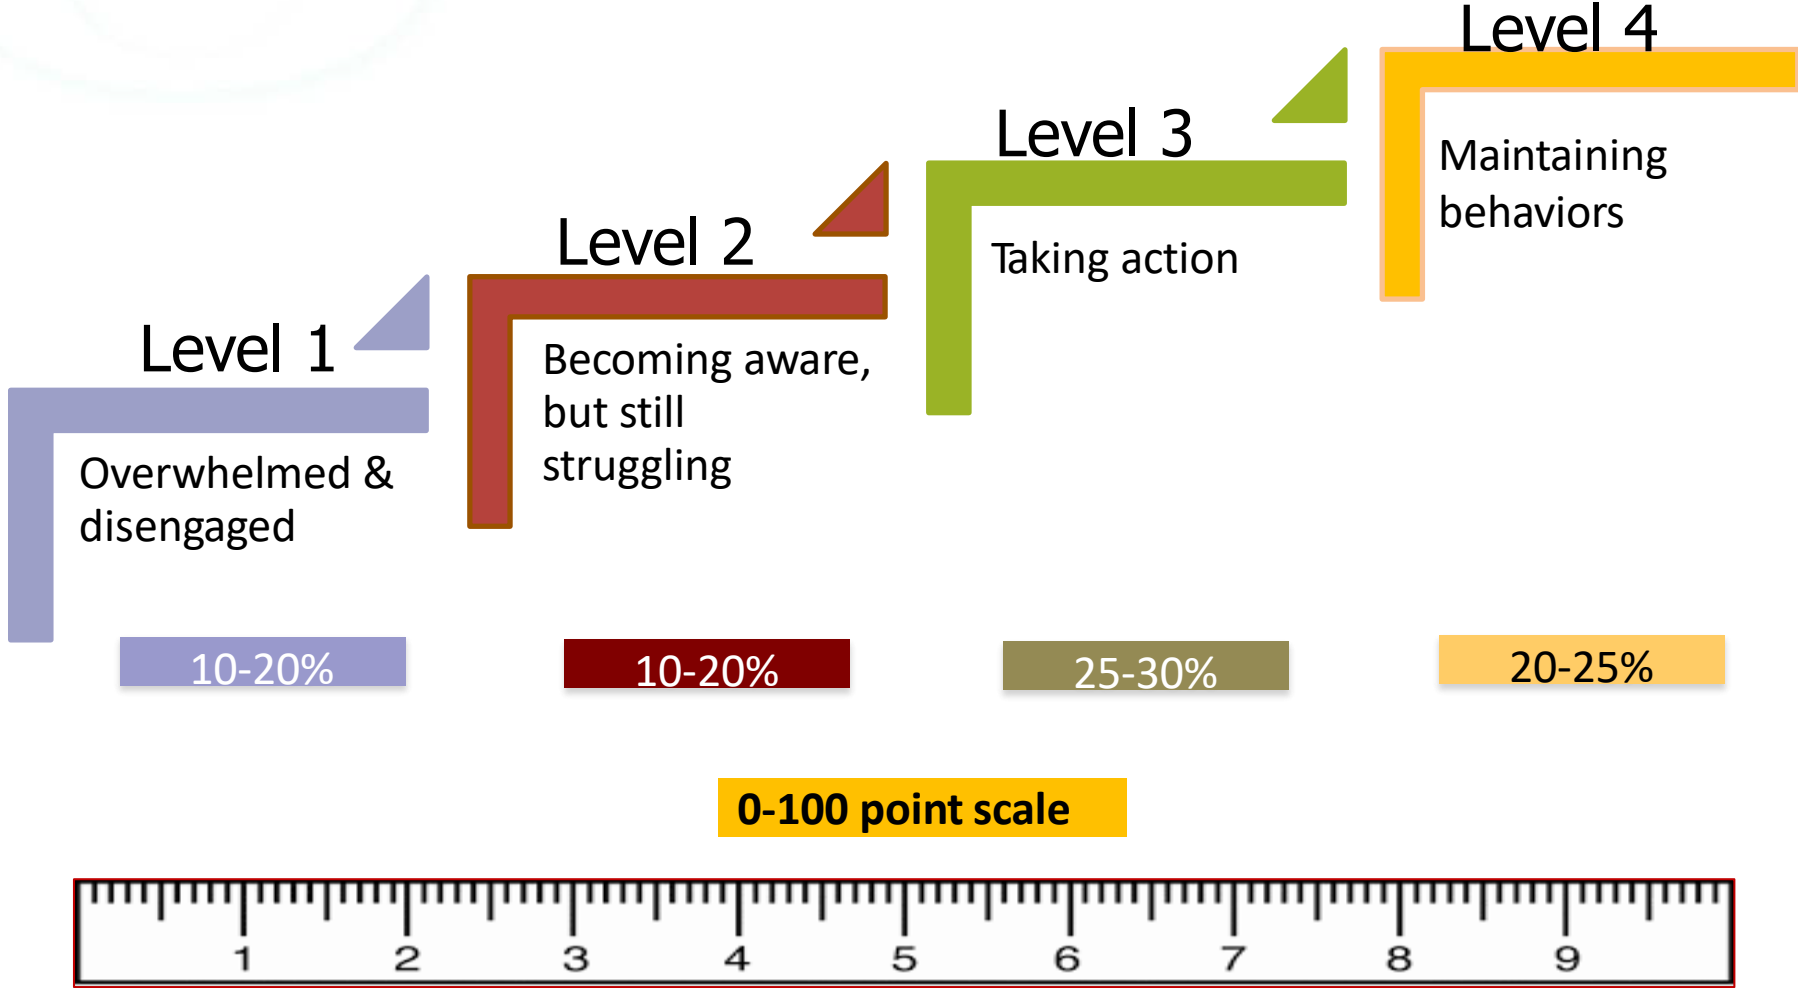 Level 1
Overwhelmed &
disengaged
Level 2
Becoming aware,
but still
struggling
Level 3
Taking action
Level 4
Maintaining
behaviors
10-20%
10-20%
25-30%
20-25%
0-100 point scale
1 2 3 4 5 6 7 8 9